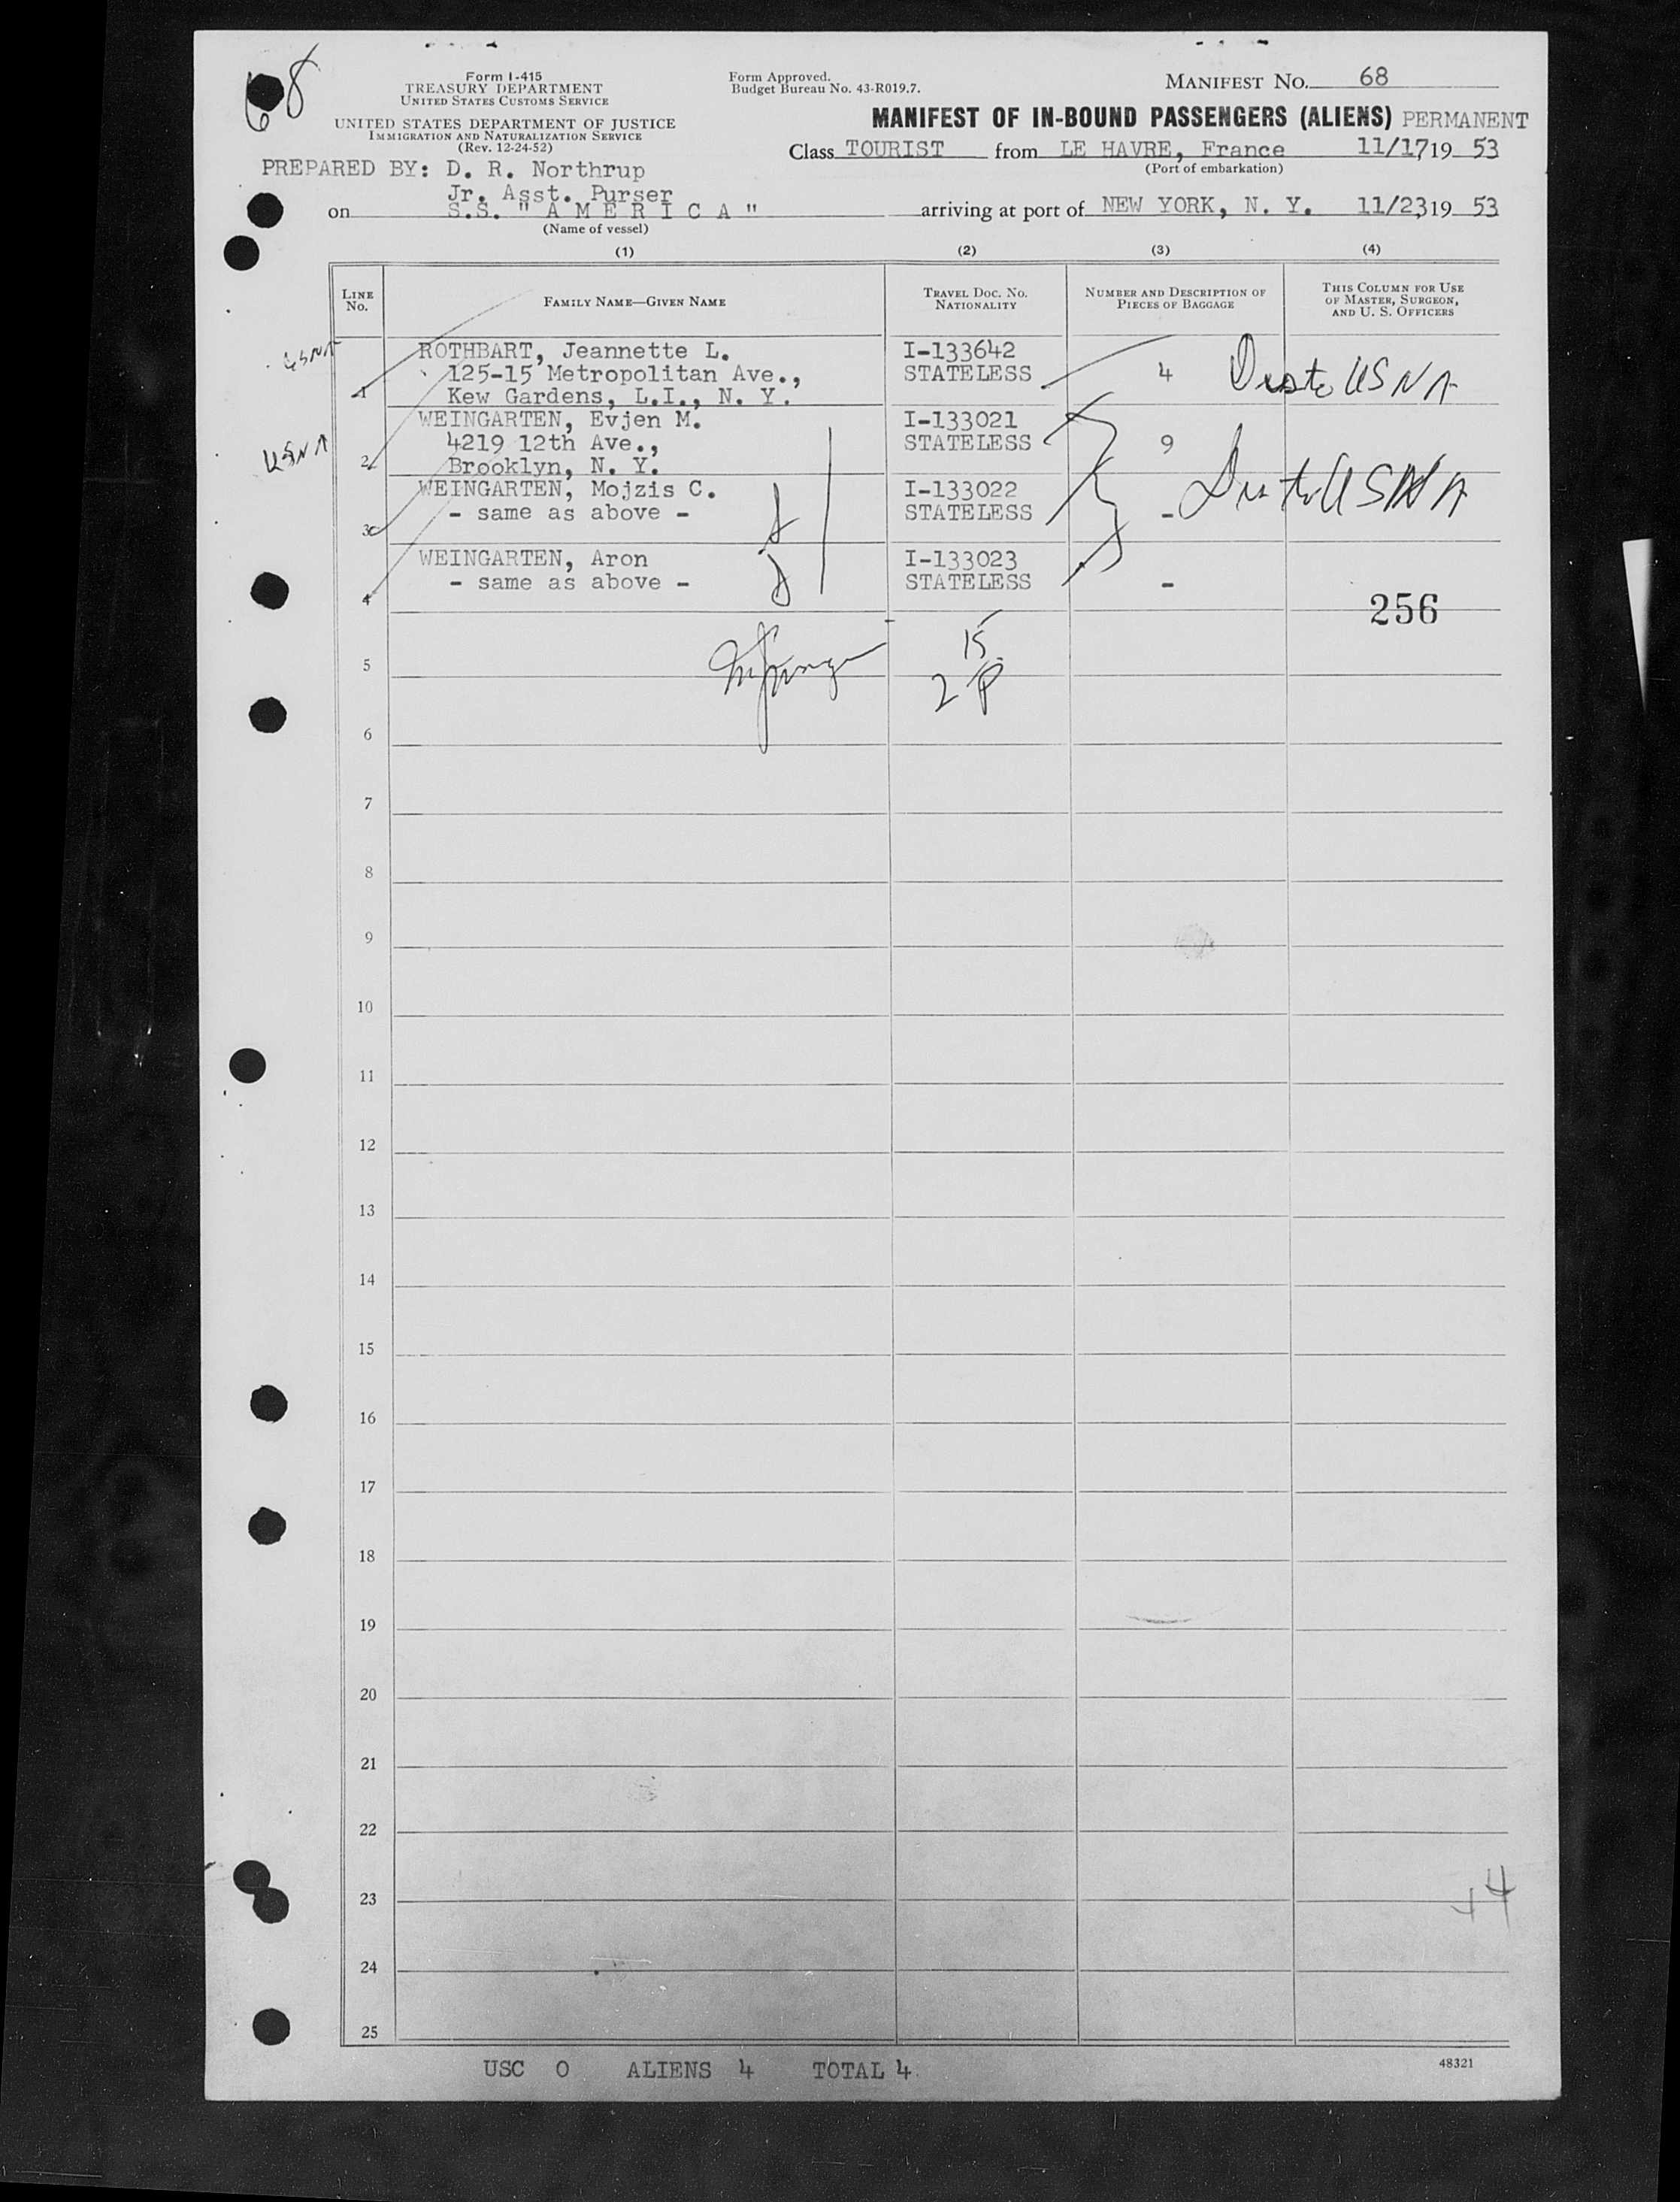 68
Form I-415
TREASURY DEPARTMENT
UNITED STATES CUSTOMS SERVICE
UNITED STATES DEPARTMENT OF JUSTICE
IMMIGRATION AND NATURALIZATION SERVICE
(Rev. 12-24-52)
Form Approved.
Budget Bureau No. 43-R019.7.
MANIFEST NO. 68
MANIFEST OF IN-BOUND PASSENGERS (ALIENS) PERMANENT
Class TOURIST from LE HAVRE, France 11/17 19 53
(Port of embarkation)
PREPARED BY: D. R. Northrup
Jr. Asst. Purser
on S.S. "A M E R I C A" arriving at port of NEW YORK, N. Y. 11/23 19 53
(Name of vessel)
(1) (2) (3) (4)
LINE NO. FAMILY NAME—GIVEN NAME TRAVEL DOC. NO. NATIONALITY NUMBER AND DESCRIPTION OF PIECES OF BAGGAGE THIS COLUMN FOR USE OF MASTER, SURGEON, AND U. S. OFFICERS
USNA ROTHBART, Jeannette L. I-133642
125-15 Metropolitan Ave., STATELESS 4 USNA
1 Kew Gardens, L.I., N. Y.
WEINGARTEN, Evjen M. I-133021
USNA 4219 12th Ave., STATELESS 9
2 Brooklyn, N. Y.
WEINGARTEN, Mojzis C. I-133022 USNA
3 - same as above - STATELESS -
WEINGARTEN, Aron I-133023
4 - same as above - STATELESS -
256
5 15
2 P
6
7
8
9
10
11
12
13
14
15
16
17
18
19
20
21
22
23 4
24
25
USC 0 ALIENS 4 TOTAL 4
48321